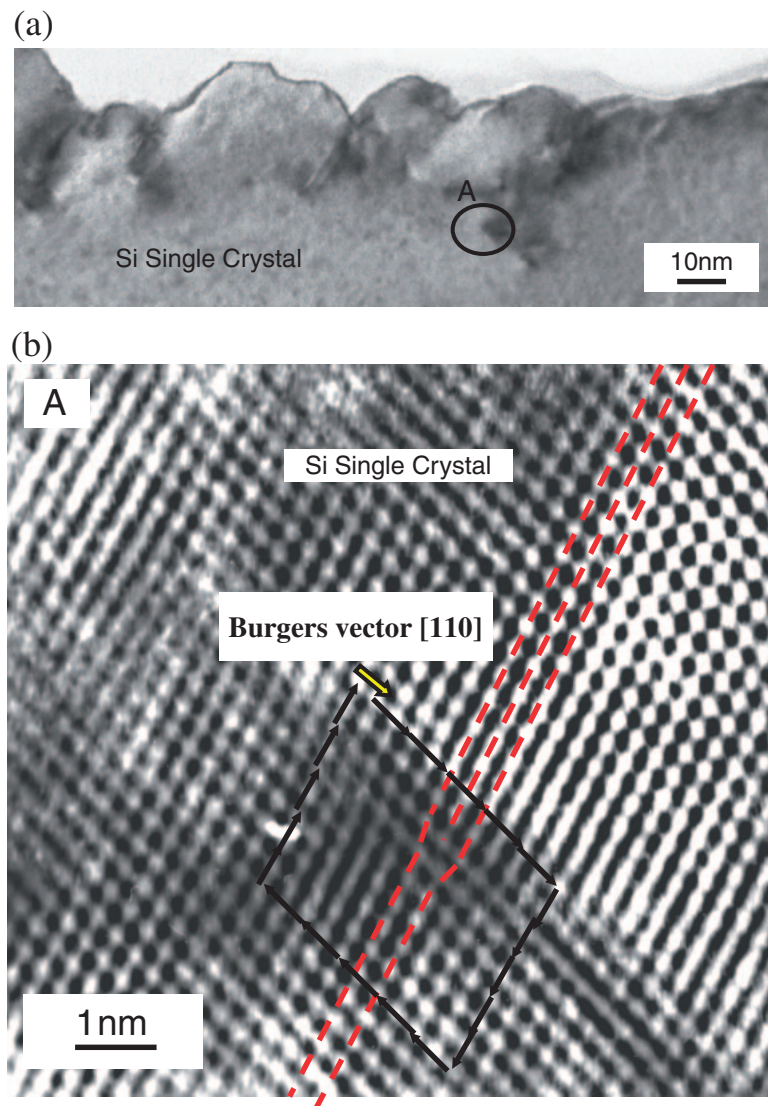 (a)
A
Si Single Crystal
10nm
(b)
A
Si Single Crystal
Burgers vector [110]
1nm